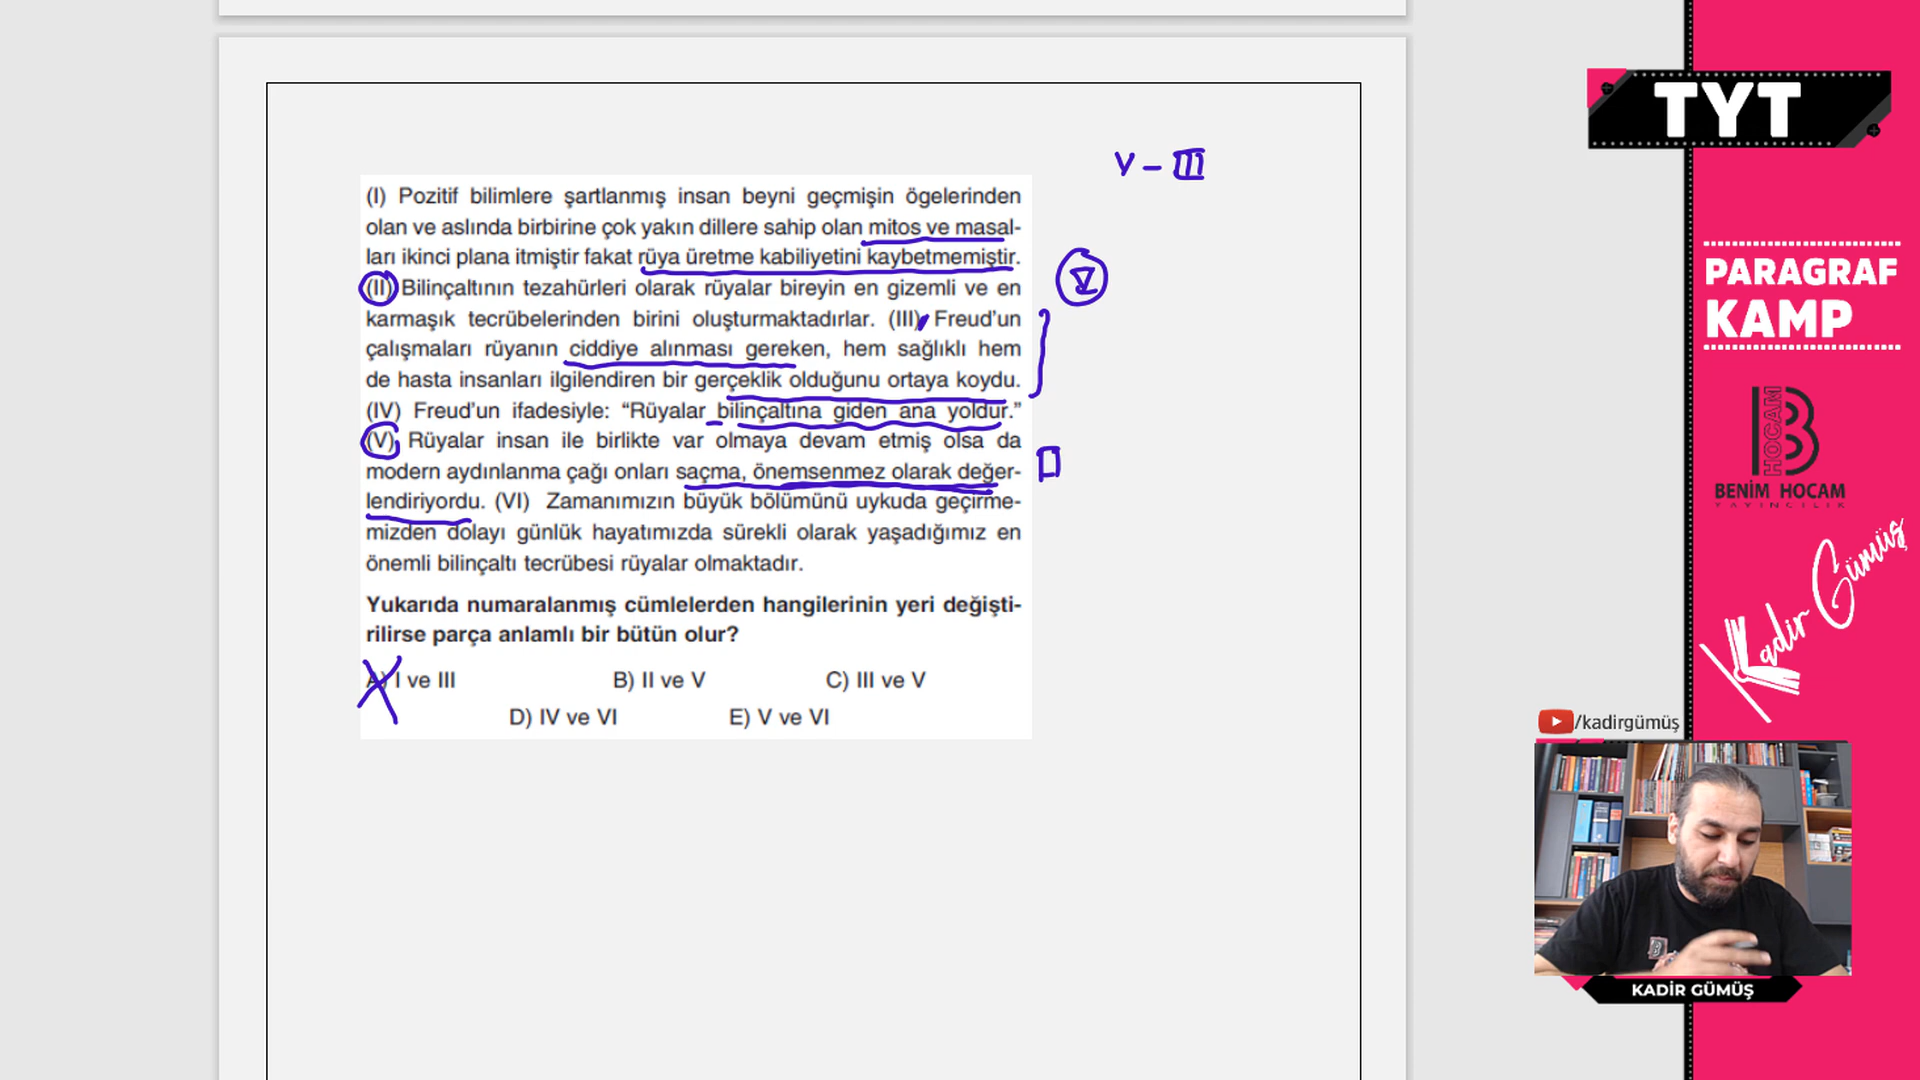 V – III
(I) Pozitif bilimlere şartlanmış insan beyni geçmişin ögelerinden
olan ve aslında birbirine çok yakın dillere sahip olan mitos ve masal-
ları ikinci plana itmiştir fakat rüya üretme kabiliyetini kaybetmemiştir.
(II) Bilinçaltının tezahürleri olarak rüyalar bireyin en gizemli ve en
karmaşık tecrübelerinden birini oluşturmaktadırlar. (III) Freud’un
çalışmaları rüyanın ciddiye alınması gereken, hem sağlıklı hem
de hasta insanları ilgilendiren bir gerçeklik olduğunu ortaya koydu.
(IV) Freud’un ifadesiyle: “Rüyalar bilinçaltına giden ana yoldur.”
(V) Rüyalar insan ile birlikte var olmaya devam etmiş olsa da
modern aydınlanma çağı onları saçma, önemsenmez olarak değer-
lendiriyordu. (VI) Zamanımızın büyük bölümünü uykuda geçirme-
mizden dolayı günlük hayatımızda sürekli olarak yaşadığımız en
önemli bilinçaltı tecrübesi rüyalar olmaktadır.
V
II
Yukarıda numaralanmış cümlelerden hangilerinin yeri değişti-
rilirse parça anlamlı bir bütün olur?
A) I ve III B) II ve V C) III ve V
D) IV ve VI E) V ve VI
TYT
PARAGRAF
KAMP
B
HOCAM
BENİM HOCAM
YAYINCILIK
Kadir Gümüş
/kadirgümüş
KADİR GÜMÜŞ